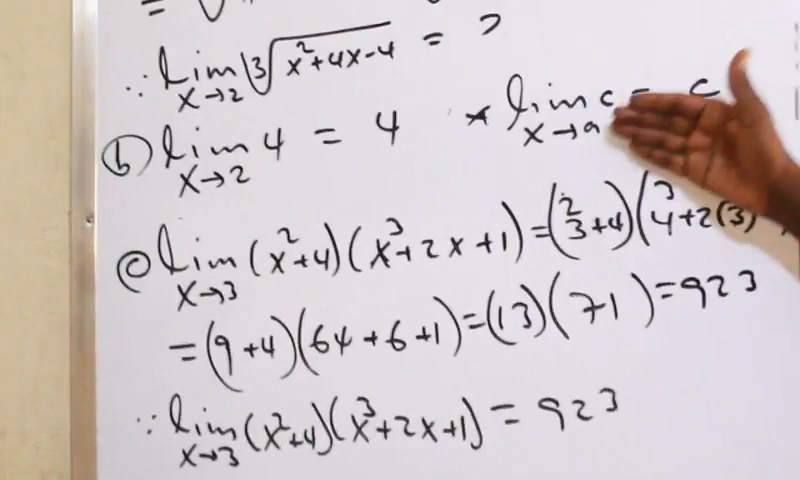 = √
∵ lim x→2 ∛(x²+4x-4) = 2
(b) lim x→2 4 = 4 * lim x→a c = c
(c) lim x→3 (x²+4)(x³+2x+1) = (3²+4)(4³+2(3)
= (9+4)(64+6+1) = (13)(71) = 923
∵ lim x→3 (x²+4)(x³+2x+1) = 923